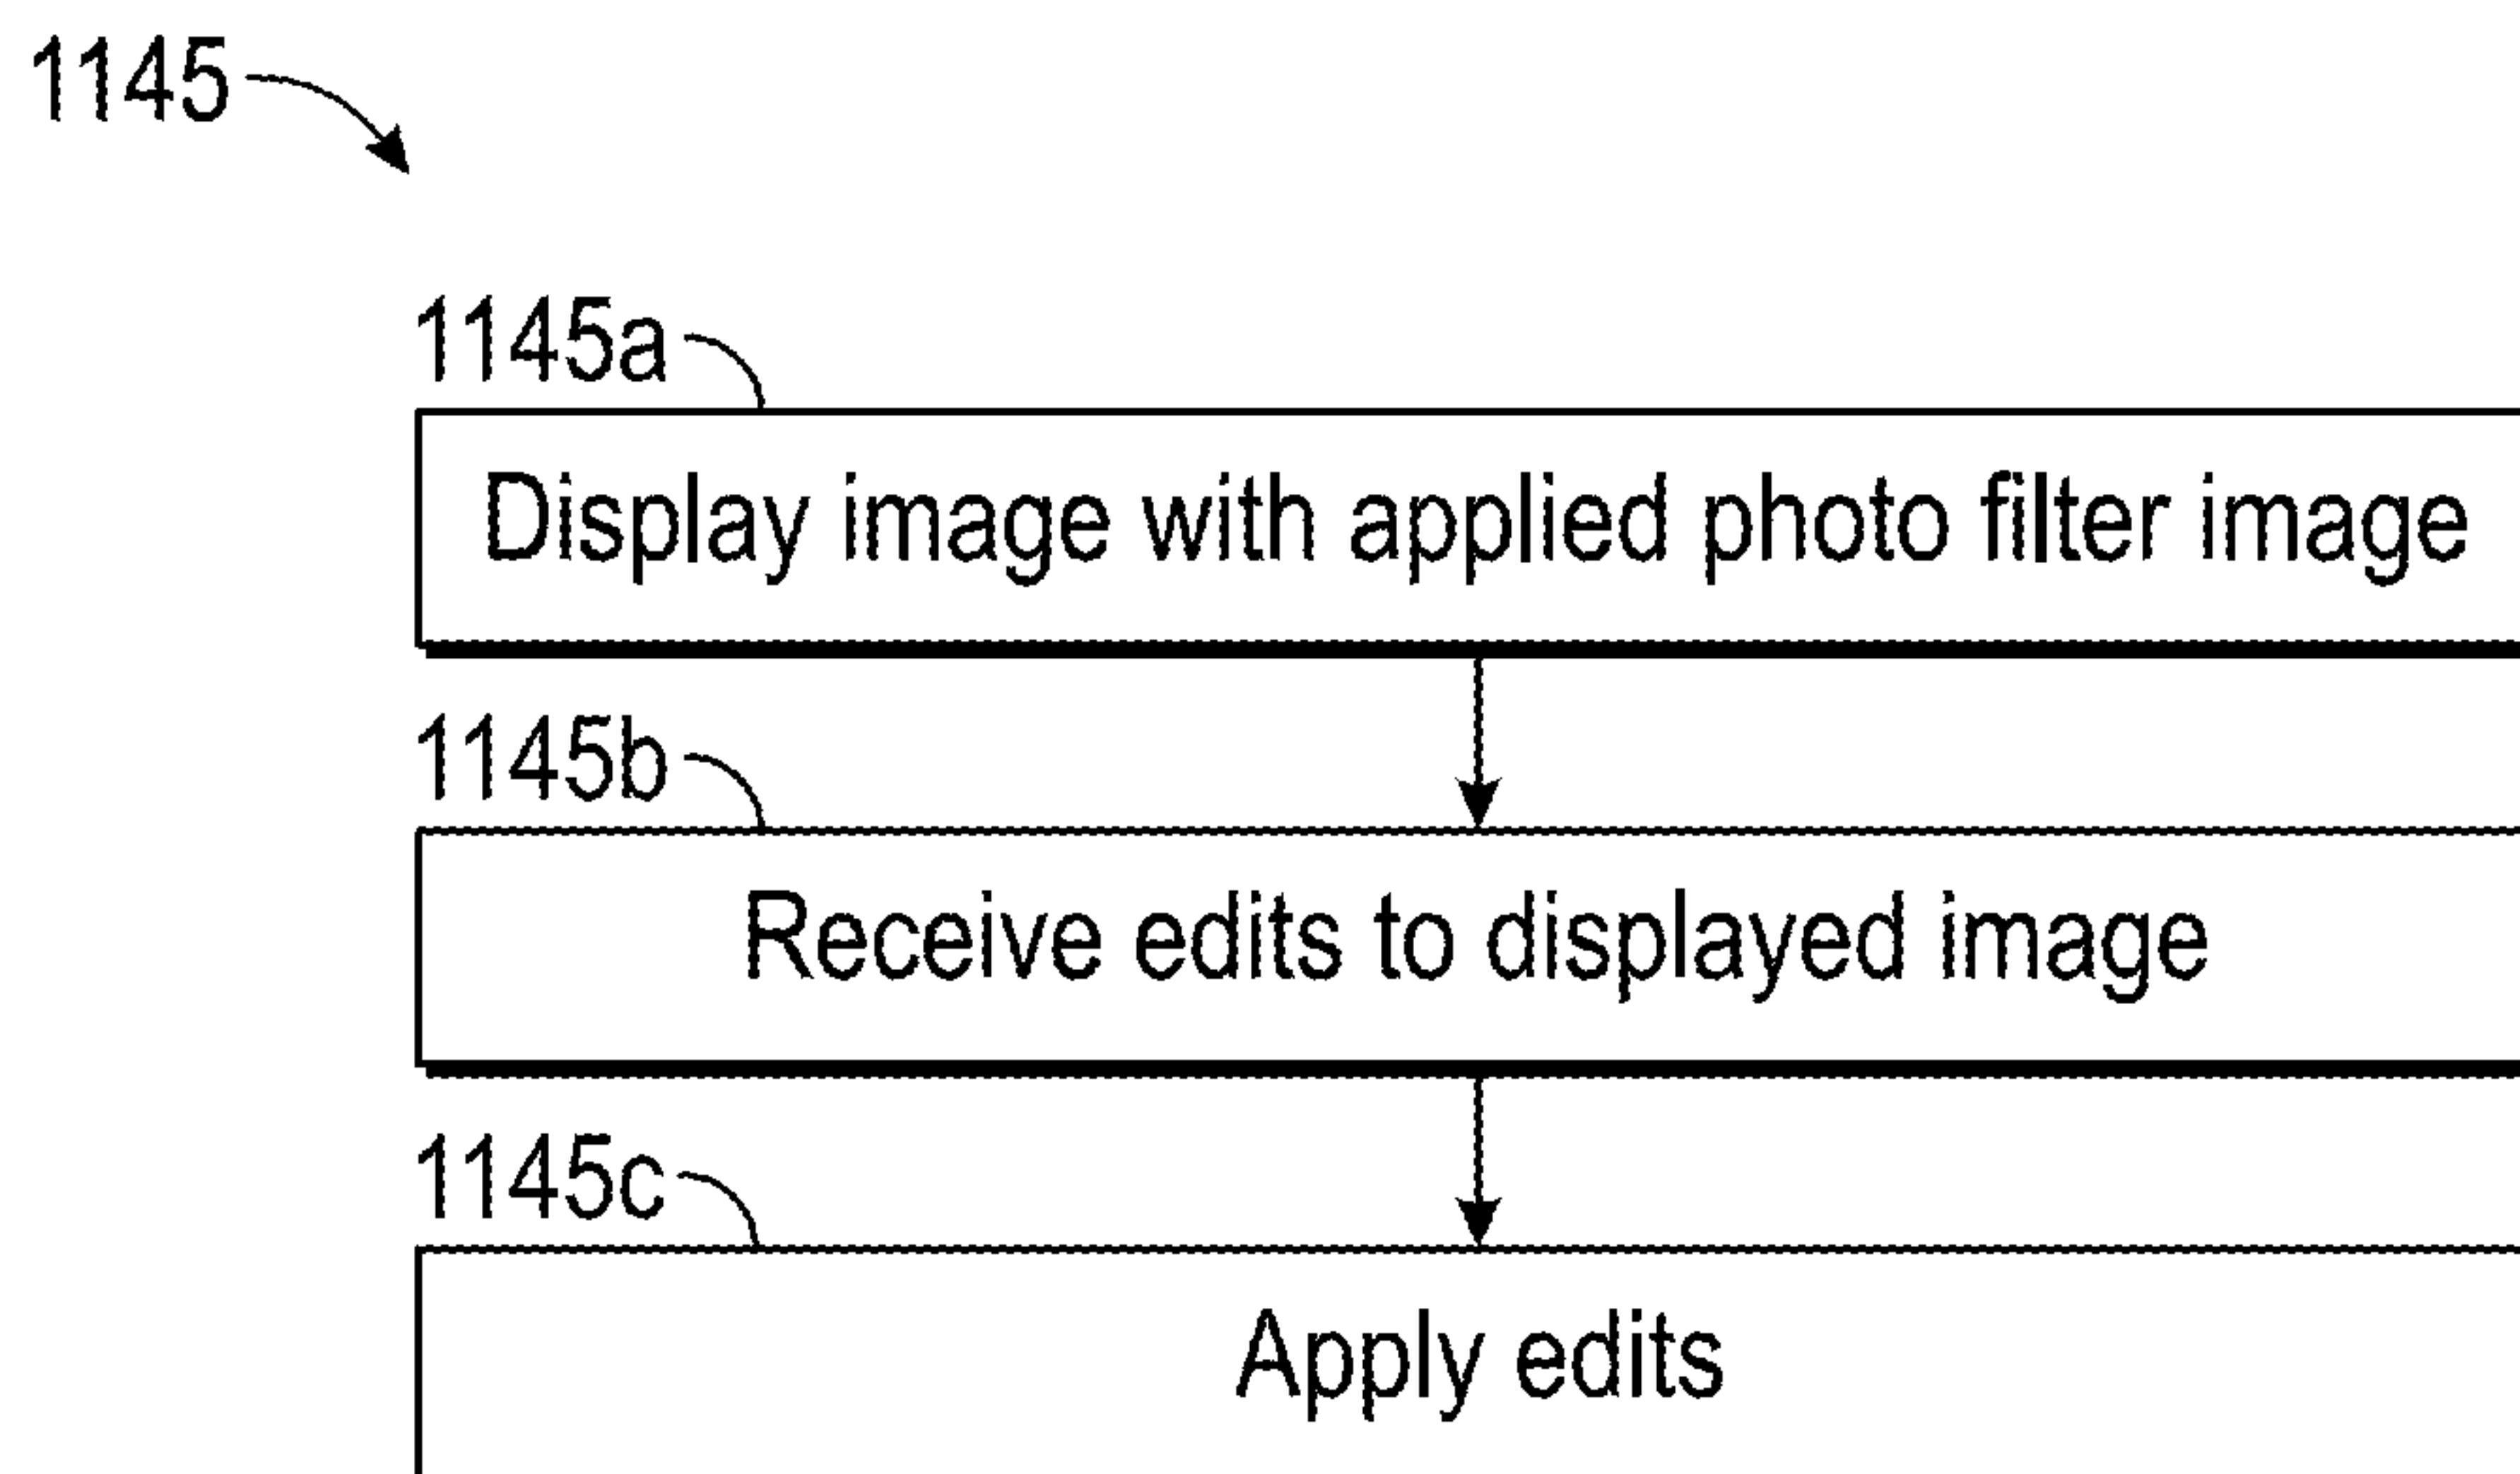 1145
1145a
Display image with applied photo filter image
1145b
Receive edits to displayed image
1145c
Apply edits